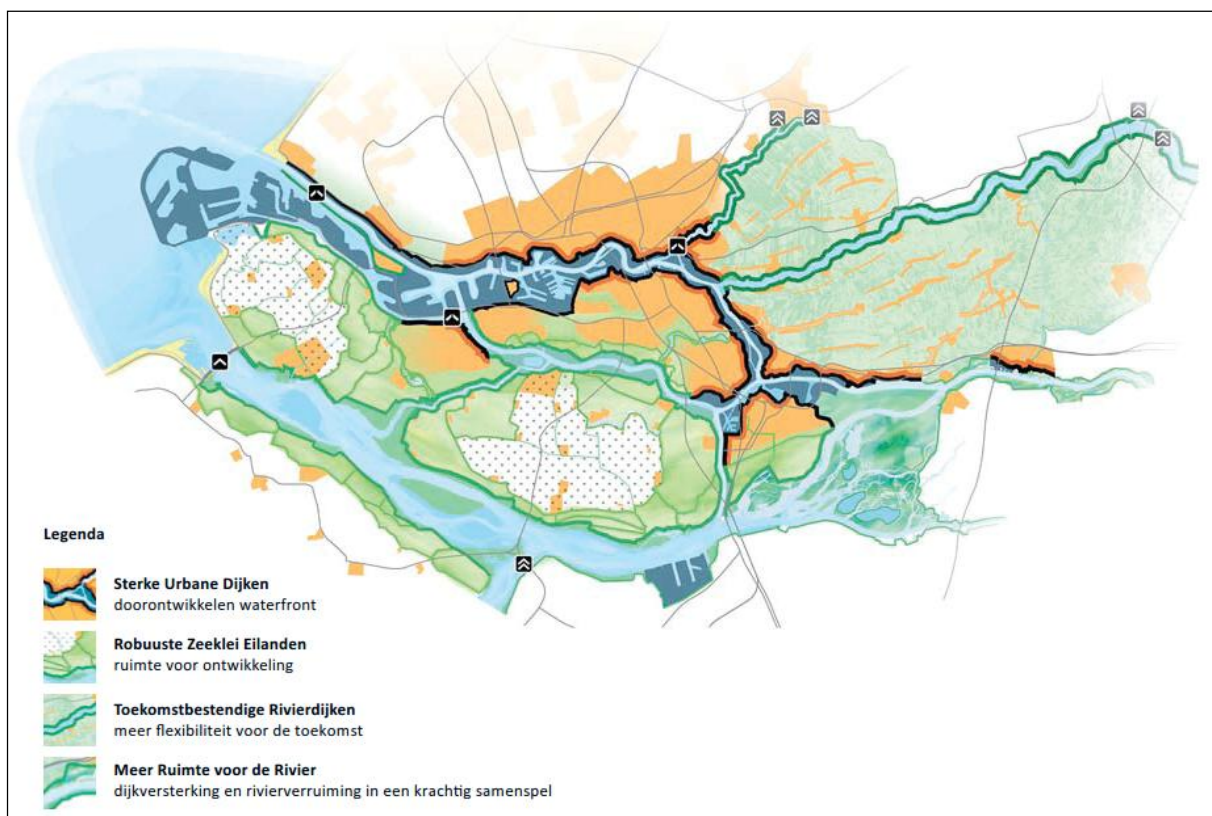 Legenda
Sterke Urbane Dijken
doorontwikkelen waterfront
Robuuste Zeeklei Eilanden
ruimte voor ontwikkeling
Toekomstbestendige Rivierdijken
meer flexibiliteit voor de toekomst
Meer Ruimte voor de Rivier
dijkversterking en rivierverruiming in een krachtig samenspel